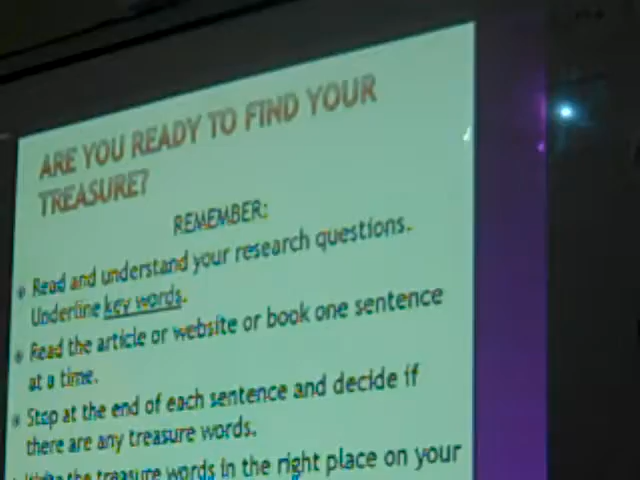 ARE YOU READY TO FIND YOUR
TREASURE?
REMEMBER:
Read and understand your research questions.
Underline key words.
Read the article or website or book one sentence
at a time.
Stop at the end of each sentence and decide if
there are any treasure words.
Write the treasure words in the right place on your